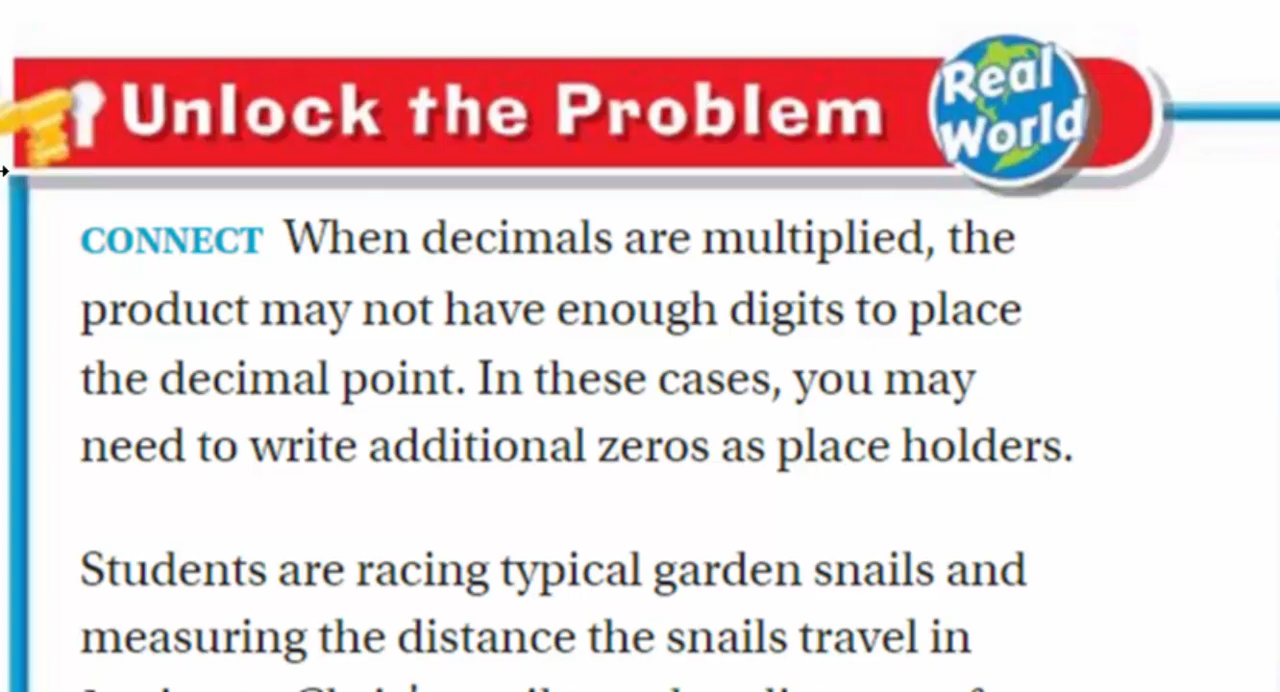 Unlock the Problem
Real
World
CONNECT When decimals are multiplied, the
product may not have enough digits to place
the decimal point. In these cases, you may
need to write additional zeros as place holders.
Students are racing typical garden snails and
measuring the distance the snails travel in